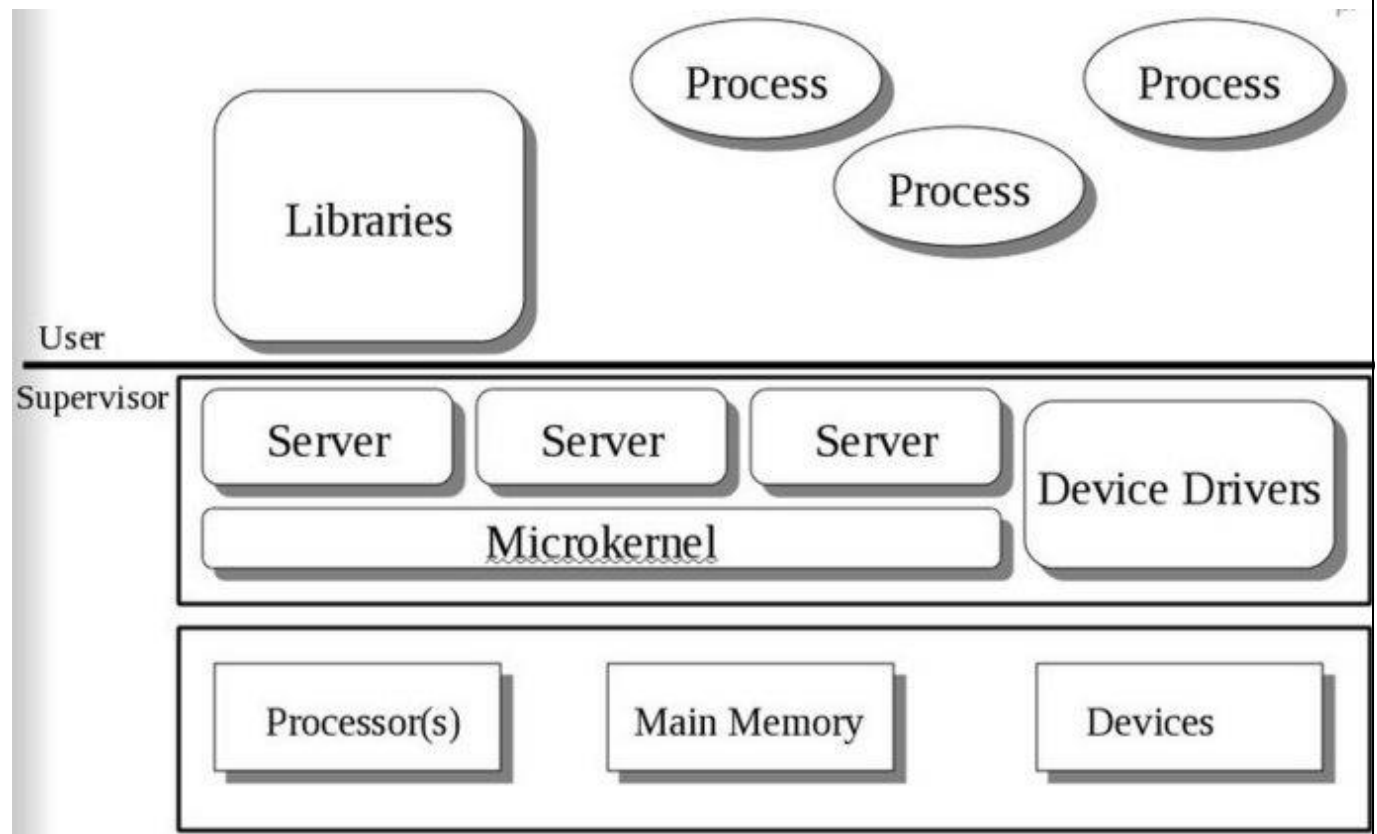 Process
Process
Process
Libraries
User
Supervisor
Server
Server
Server
Device Drivers
Microkernel
Processor(s)
Main Memory
Devices